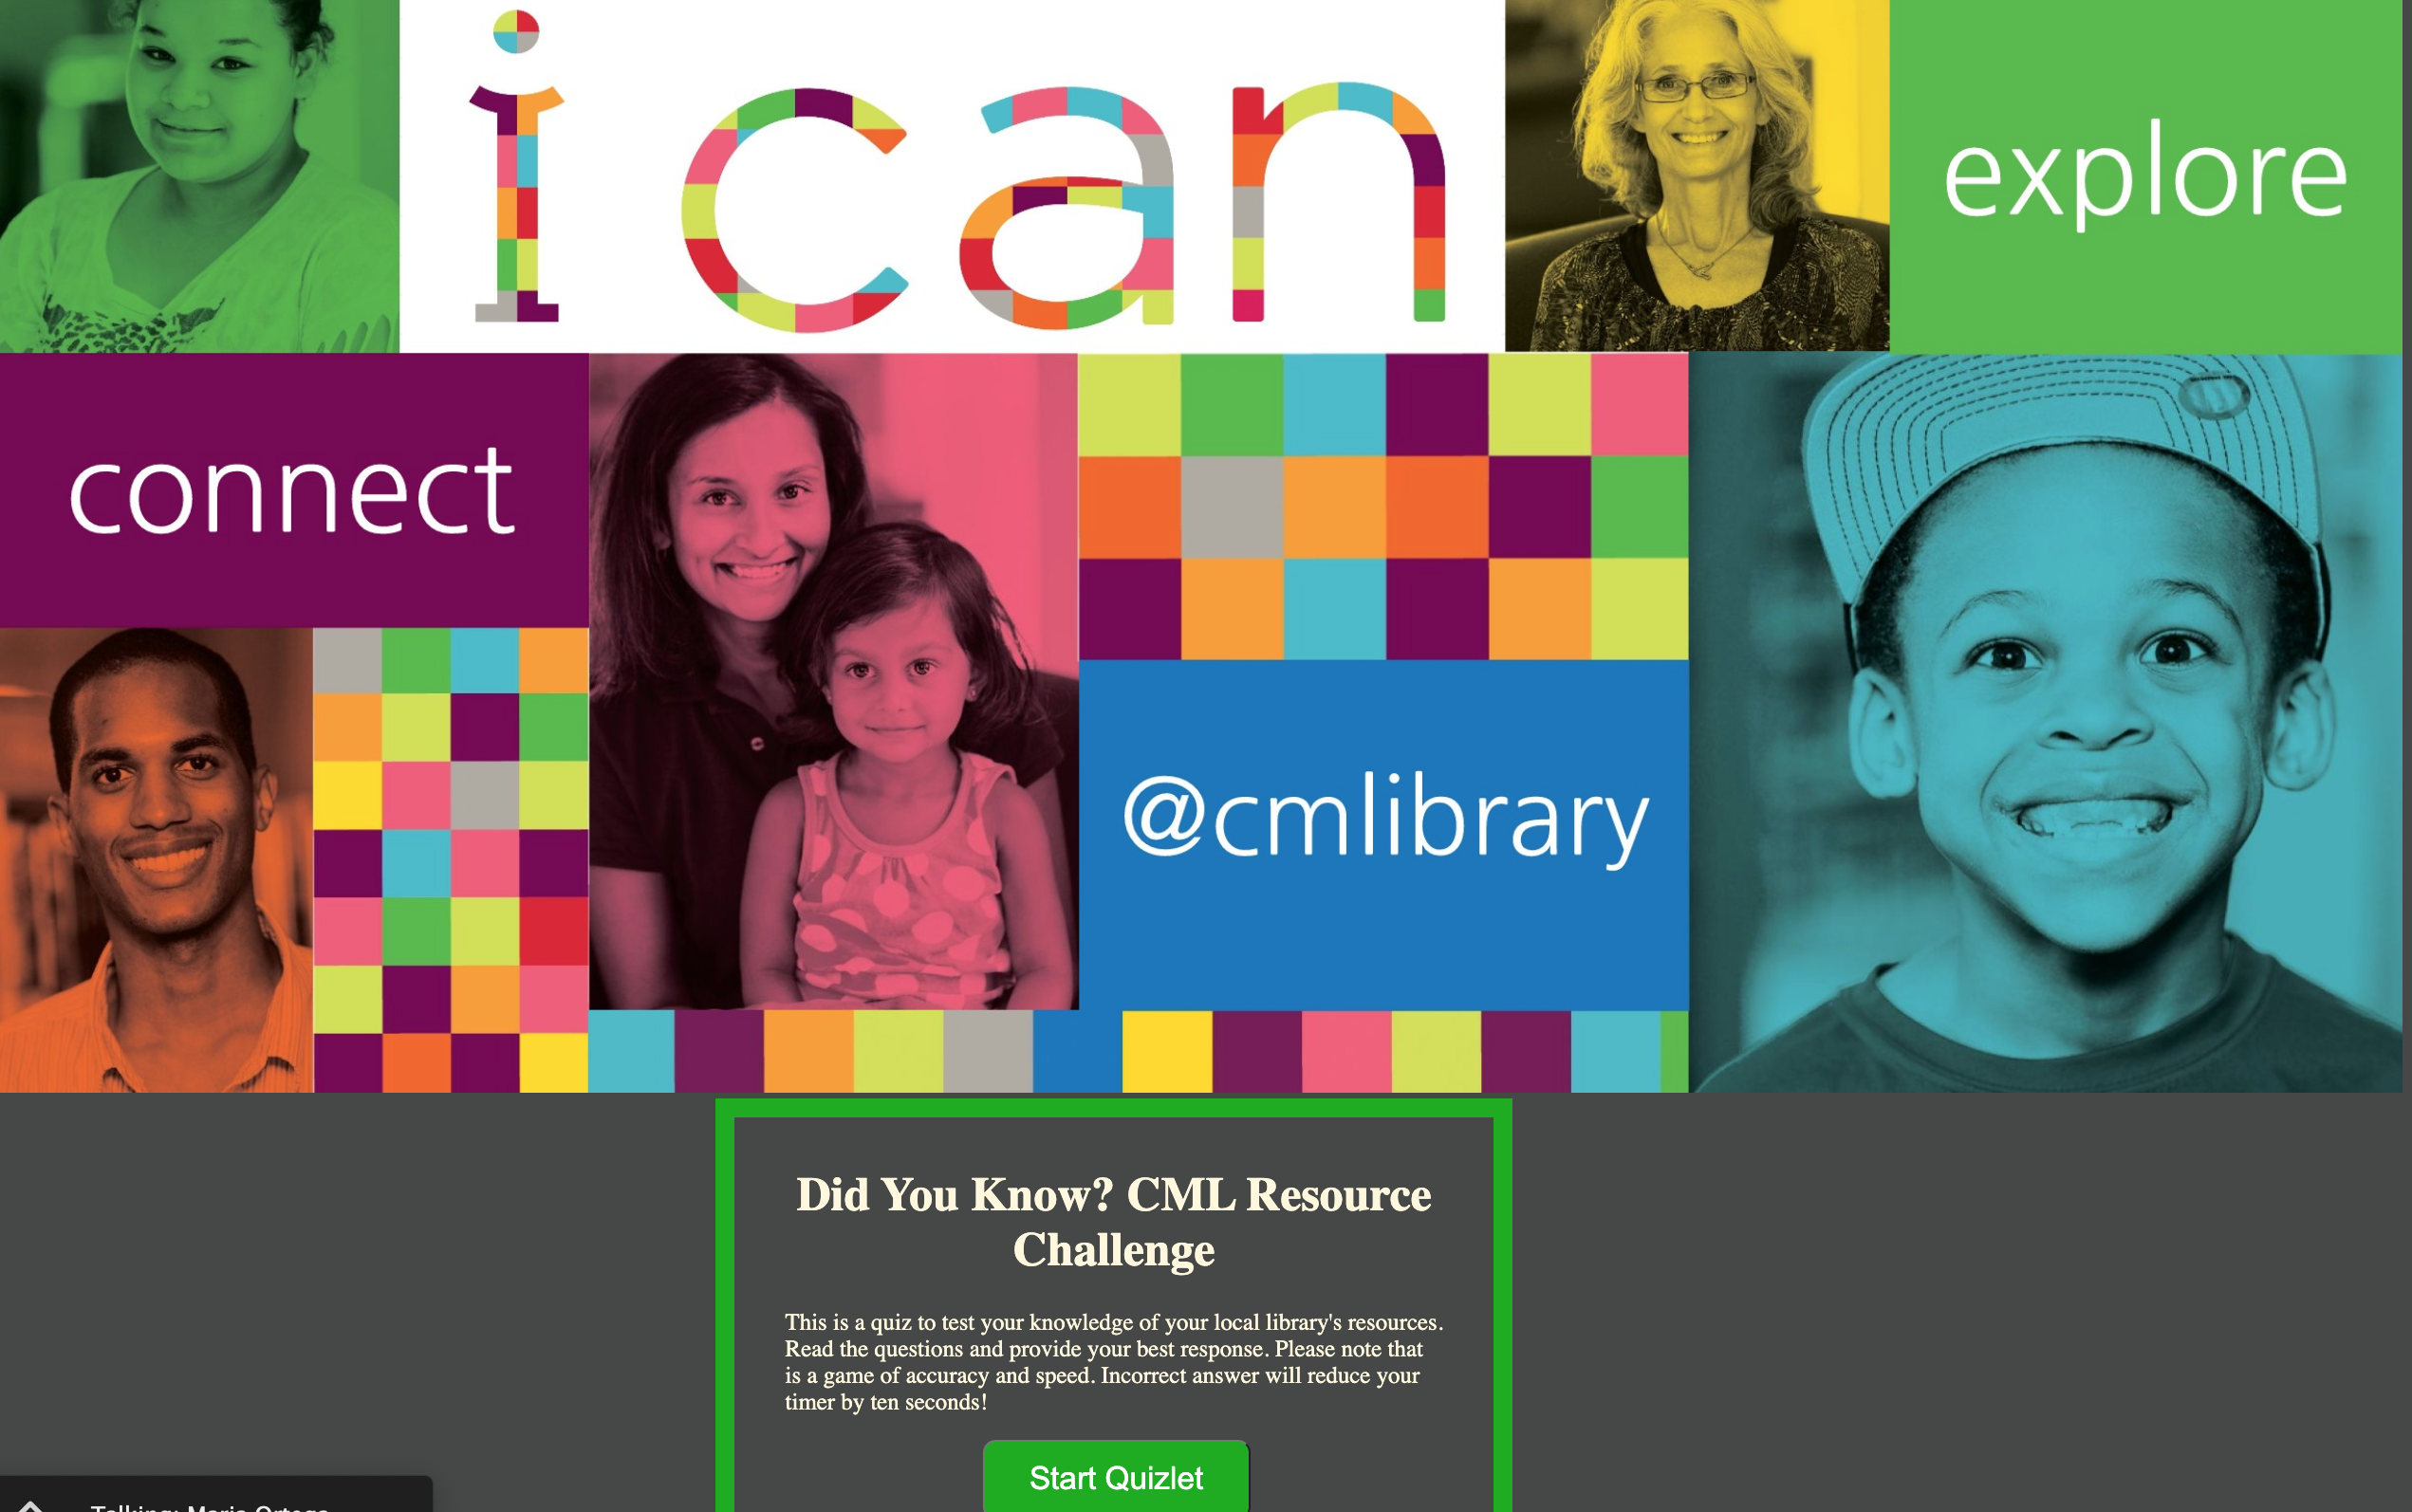 i can
explore
connect
@cmlibrary
Did You Know? CML Resource
Challenge
This is a quiz to test your knowledge of your local library's resources.
Read the questions and provide your best response. Please note that
is a game of accuracy and speed. Incorrect answer will reduce your
timer by ten seconds!
Start Quizlet
Talking: Maria Ortega